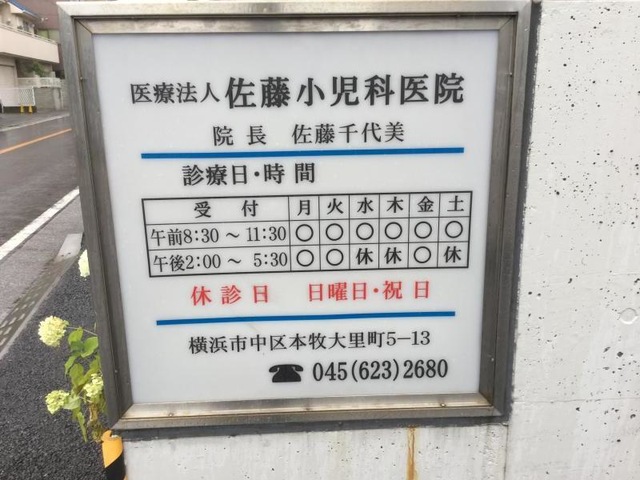 医療法人 佐藤小児科医院
院長 佐藤千代美
診療日・時間
受付 月 火 水 木 金 土
午前8:30〜11:30 ○ ○ ○ ○ ○ ○
午後2:00〜5:30 ○ ○ 休 休 ○ 休
休診日 日曜日・祝日
横浜市中区本牧大里町5-13
☎ 045(623)2680